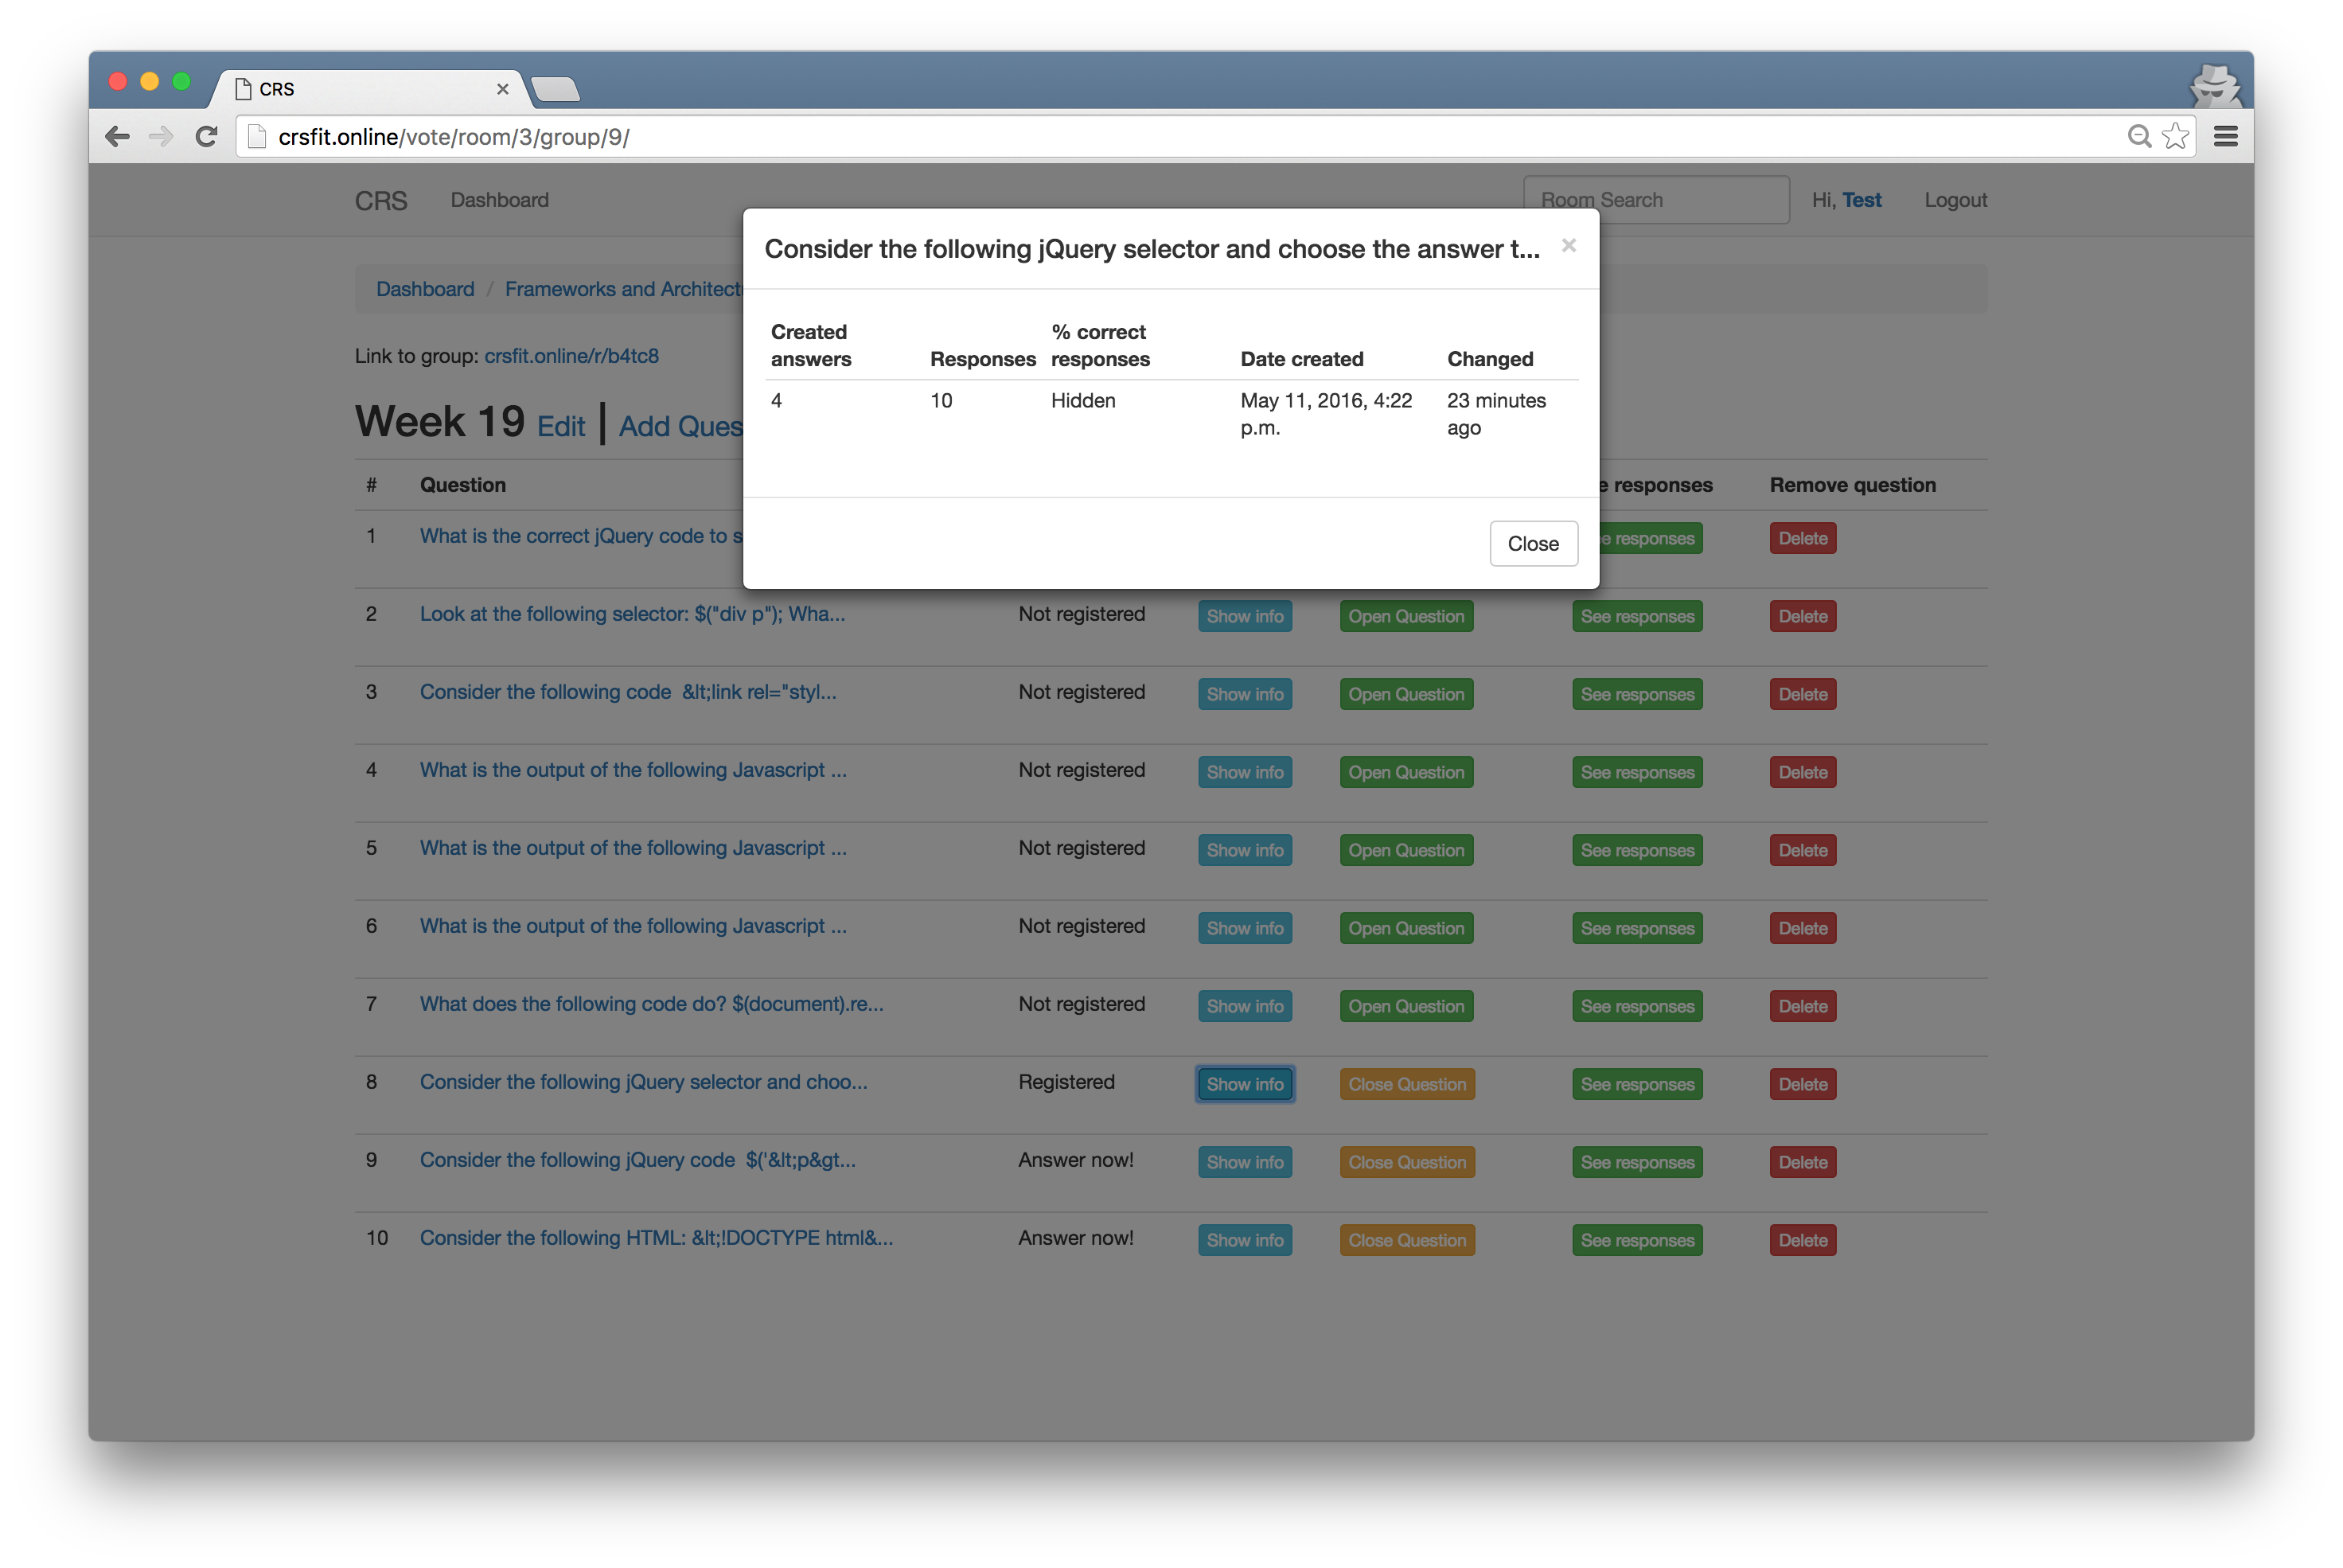 CRS
crsfit.online/vote/room/3/group/9/
CRS Dashboard Room Search Hi, Test Logout
Consider the following jQuery selector and choose the answer t... ×
Dashboard / Frameworks and Architect
Created answers Responses % correct responses Date created Changed
4 10 Hidden May 11, 2016, 4:22 p.m. 23 minutes ago
Close
Link to group: crsfit.online/r/b4tc8
Week 19 Edit | Add Ques
# Question e responses Remove question
1 What is the correct jQuery code to s e responses Delete
2 Look at the following selector: $("div p"); Wha... Not registered Show info Open Question See responses Delete
3 Consider the following code &lt;link rel="styl... Not registered Show info Open Question See responses Delete
4 What is the output of the following Javascript ... Not registered Show info Open Question See responses Delete
5 What is the output of the following Javascript ... Not registered Show info Open Question See responses Delete
6 What is the output of the following Javascript ... Not registered Show info Open Question See responses Delete
7 What does the following code do? $(document).re... Not registered Show info Open Question See responses Delete
8 Consider the following jQuery selector and choo... Registered Show info Close Question See responses Delete
9 Consider the following jQuery code $('&lt;p&gt... Answer now! Show info Close Question See responses Delete
10 Consider the following HTML: &lt;!DOCTYPE html&... Answer now! Show info Close Question See responses Delete